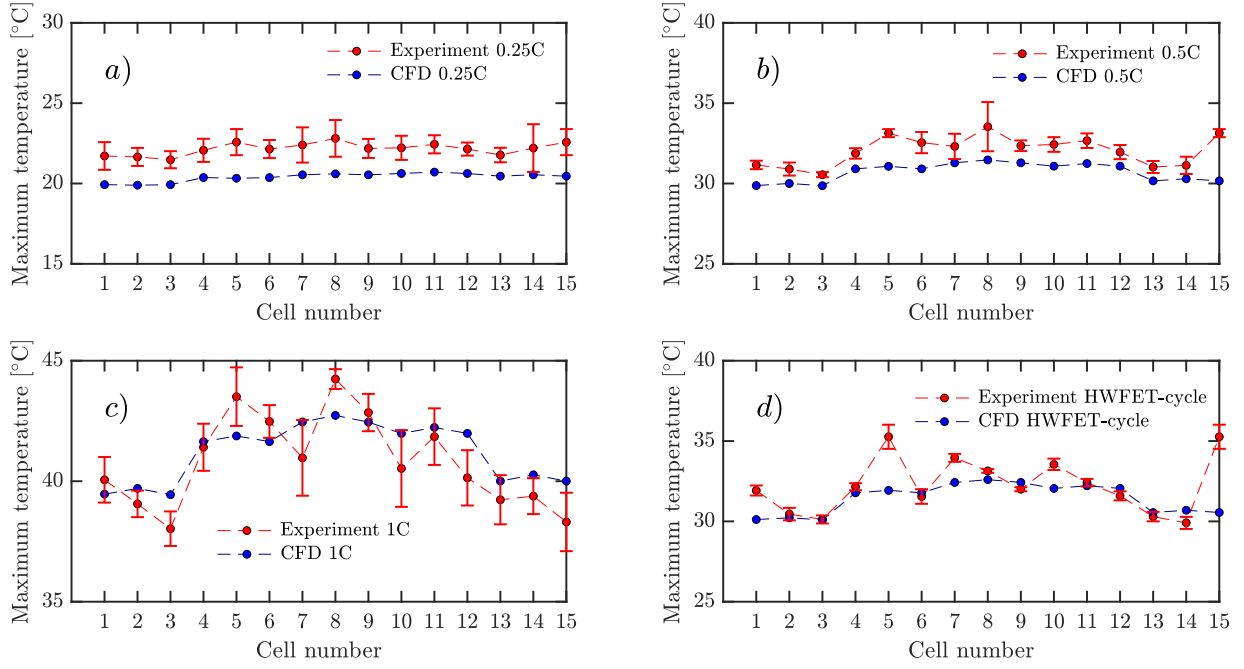 30
25
20
15
Maximum temperature [°C]
a)
Experiment 0.25C
CFD 0.25C
1 2 3 4 5 6 7 8 9 10 11 12 13 14 15
Cell number
40
35
30
25
Maximum temperature [°C]
b)
Experiment 0.5C
CFD 0.5C
1 2 3 4 5 6 7 8 9 10 11 12 13 14 15
Cell number
45
40
35
Maximum temperature [°C]
c)
Experiment 1C
CFD 1C
1 2 3 4 5 6 7 8 9 10 11 12 13 14 15
Cell number
40
35
30
25
Maximum temperature [°C]
d)
Experiment HWFET-cycle
CFD HWFET-cycle
1 2 3 4 5 6 7 8 9 10 11 12 13 14 15
Cell number